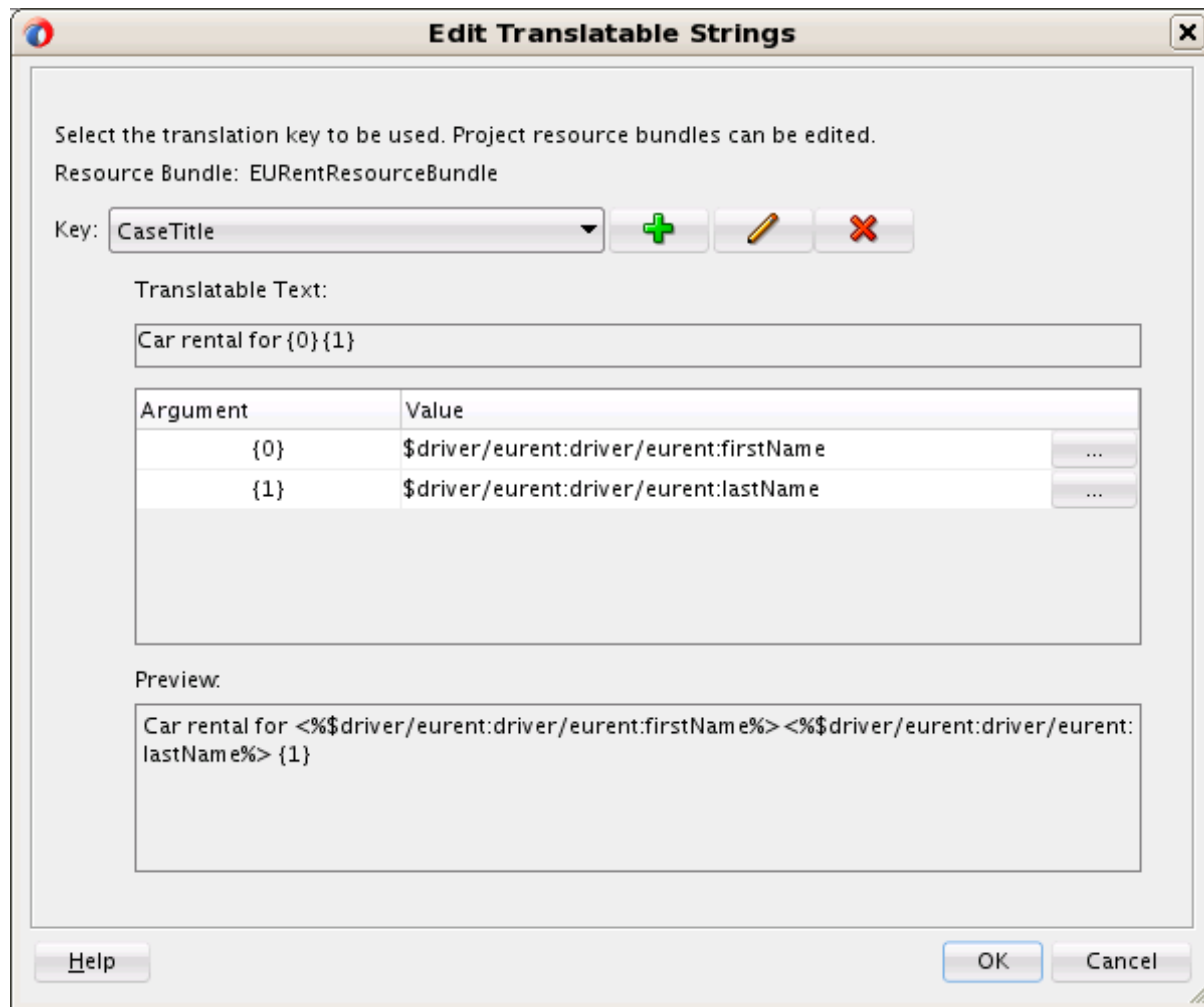 Edit Translatable Strings
Select the translation key to be used. Project resource bundles can be edited.
Resource Bundle: EURentResourceBundle
Key: CaseTitle
Translatable Text:
Car rental for {0}{1}
Argument Value
{0} $driver/eurent:driver/eurent:firstName ...
{1} $driver/eurent:driver/eurent:lastName ...
Preview:
Car rental for <%$driver/eurent:driver/eurent:firstName%><%$driver/eurent:driver/eurent:
lastName%> {1}
Help OK Cancel